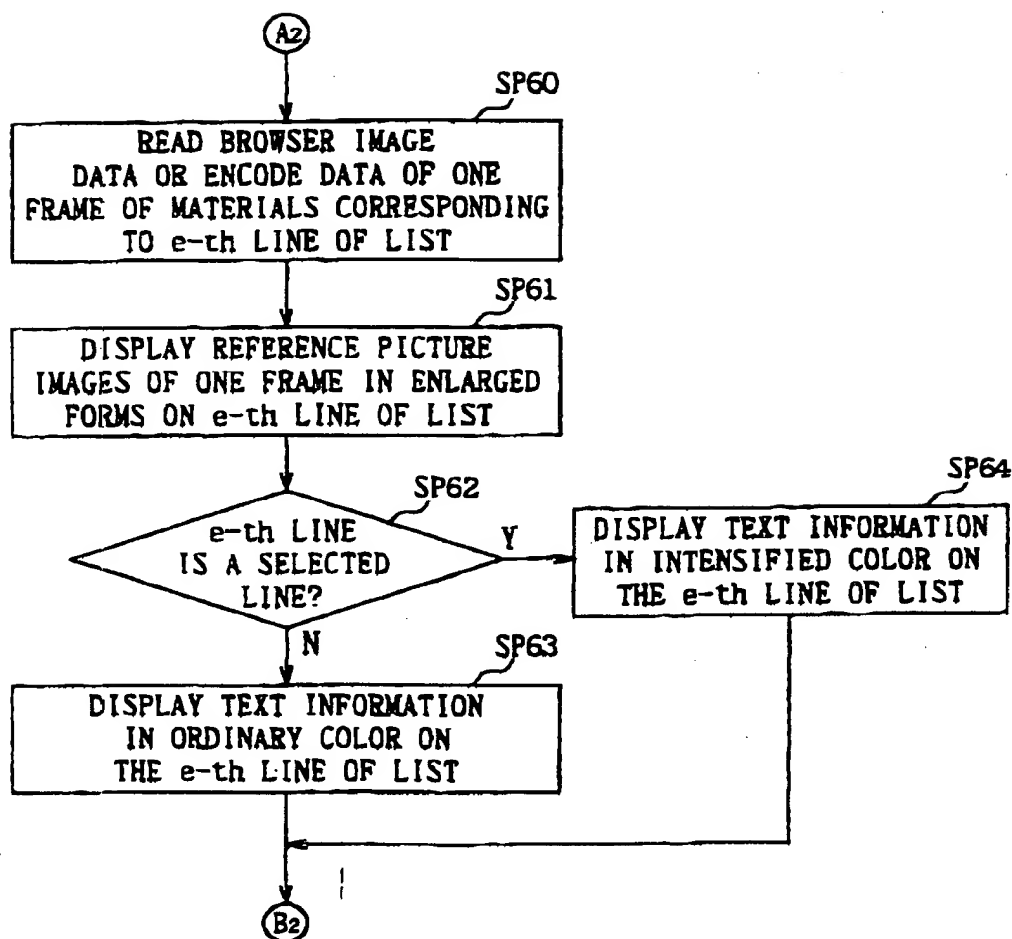 A2
SP60
READ BROWSER IMAGE
DATA OR ENCODE DATA OF ONE
FRAME OF MATERIALS CORRESPONDING
TO e-th LINE OF LIST
SP61
DISPLAY REFERENCE PICTURE
IMAGES OF ONE FRAME IN ENLARGED
FORMS ON e-th LINE OF LIST
SP62
e-th LINE
IS A SELECTED
LINE?
Y
SP64
DISPLAY TEXT INFORMATION
IN INTENSIFIED COLOR ON
THE e-th LINE OF LIST
N
SP63
DISPLAY TEXT INFORMATION
IN ORDINARY COLOR ON
THE e-th LINE OF LIST
B2